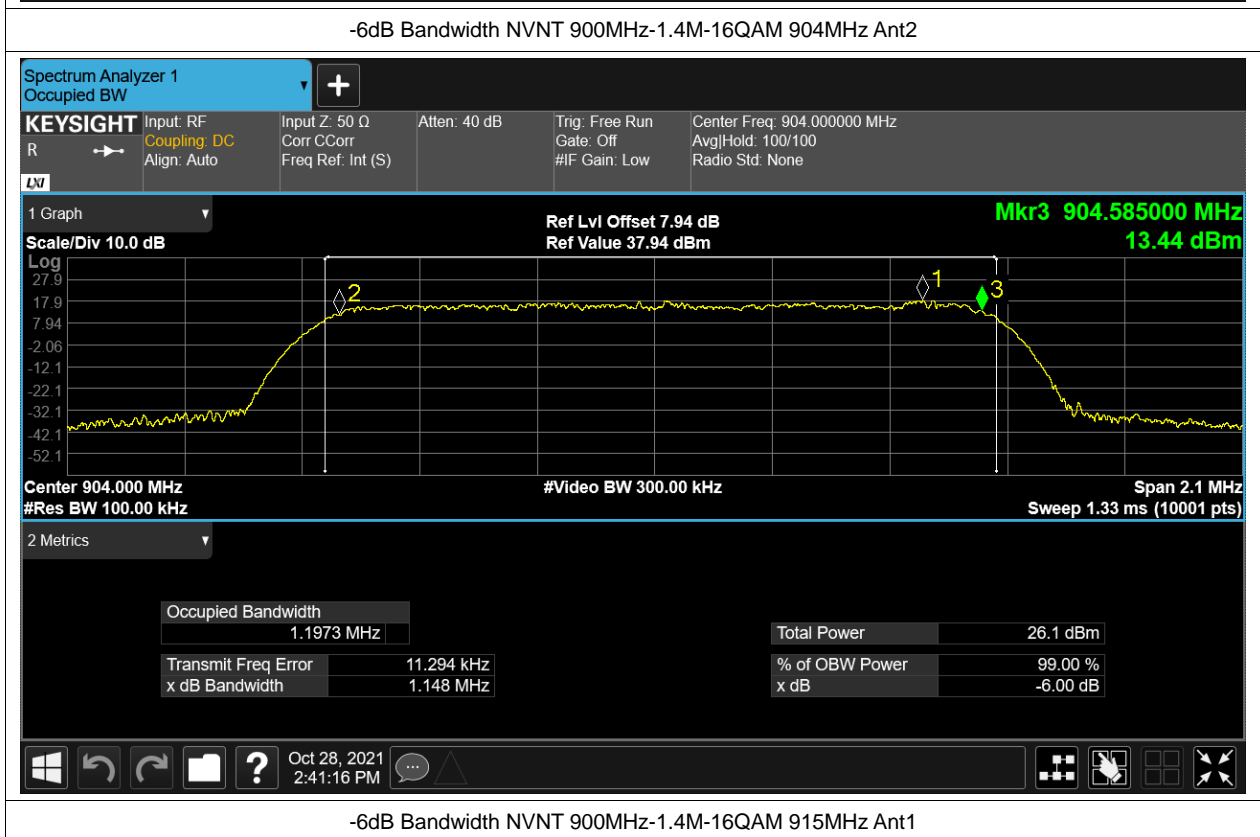 -6dB Bandwidth NVNT 900MHz-1.4M-16QAM 904MHz Ant2
Spectrum Analyzer 1
Occupied BW
KEYSIGHT
R
LXI
Input: RF
Coupling: DC
Align: Auto
Input Z: 50 Ω
Corr CCorr
Freq Ref: Int (S)
Atten: 40 dB
Trig: Free Run
Gate: Off
#IF Gain: Low
Center Freq: 904.000000 MHz
Avg|Hold: 100/100
Radio Std: None
1 Graph
Scale/Div 10.0 dB
Ref Lvl Offset 7.94 dB
Ref Value 37.94 dBm
Mkr3 904.585000 MHz
13.44 dBm
Log
27.9
17.9
7.94
-2.06
-12.1
-22.1
-32.1
-42.1
-52.1
2
1
3
Center 904.000 MHz
#Res BW 100.00 kHz
#Video BW 300.00 kHz
Span 2.1 MHz
Sweep 1.33 ms (10001 pts)
2 Metrics
Occupied Bandwidth
1.1973 MHz
Transmit Freq Error 11.294 kHz
x dB Bandwidth 1.148 MHz
Total Power 26.1 dBm
% of OBW Power 99.00 %
x dB -6.00 dB
?
Oct 28, 2021
2:41:16 PM
-6dB Bandwidth NVNT 900MHz-1.4M-16QAM 915MHz Ant1